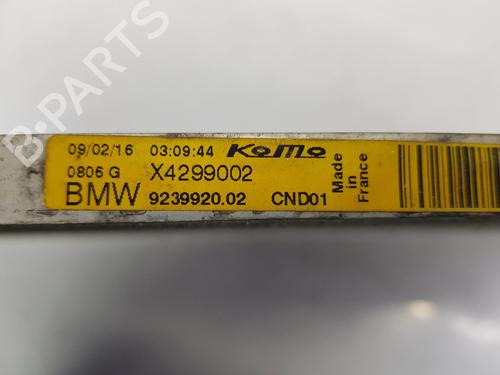 B-PARTS
09/02/16 03:09:44 KoMo
0806 G X4299002
BMW 9239920.02 CND01
Made
in
France